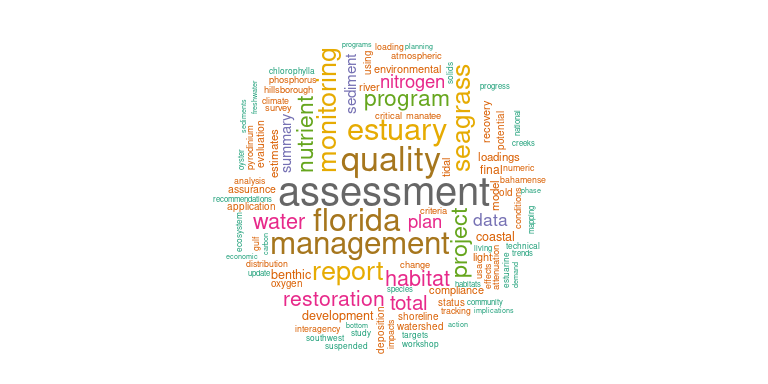 programs
loading
planning
atmospheric
using
monitoring
sediment
seagrass
environmental
chlorophylla
phosphorus
nitrogen
solids
hillsborough
river
program
progress
freshwater
climate
survey
nutrient
critical
manatee
recovery
potential
national
sediments
pyrodinium
evaluation
estimates
summary
estuary
creeks
oyster
quality
tidal
loadings
final
numeric
analysis
assurance
assessment
model
bahamense
old
phase
recommendations
application
conditions
mapping
water
florida
criteria
plan
project
data
ecosystem
gulf
carbon
management
coastal
technical
living
trends
economic
distribution
update
benthic
oxygen
report
change
habitat
light
usa
effects
attenuation
estuarine
demand
habitats
species
compliance
restoration
total
status
community
tracking
implications
development
shoreline
interagency
bottom
watershed
action
southwest
study
deposition
impacts
targets
suspended
workshop